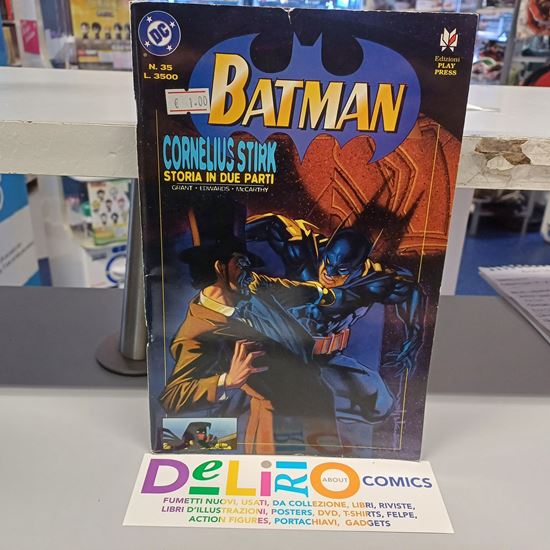 DC
N. 35
L. 3500
€ 1.00
Edizioni
PLAY
PRESS
BATMAN
CORNELIUS STIRK
STORIA IN DUE PARTI
GRANT • EDWARDS • McCARTHY
DeLiRiO
ABOUT
COMICS
FUMETTI NUOVI, USATI, DA COLLEZIONE, LIBRI, RIVISTE,
LIBRI D'ILLUSTRAZIONI, POSTERS, DVD, T-SHIRTS, FELPE,
ACTION FIGURES, PORTACHIAVI, GADGETS